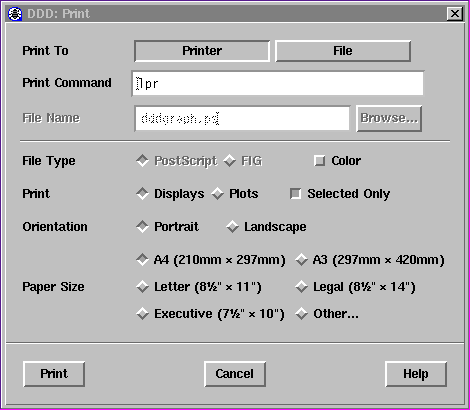 DDD: Print
Print To Printer File
Print Command lpr
File Name dddgraph.ps Browse...
File Type PostScript FIG Color
Print Displays Plots Selected Only
Orientation Portrait Landscape
A4 (210mm × 297mm) A3 (297mm × 420mm)
Paper Size Letter (8½" × 11") Legal (8½" × 14")
Executive (7½" × 10") Other...
Print Cancel Help